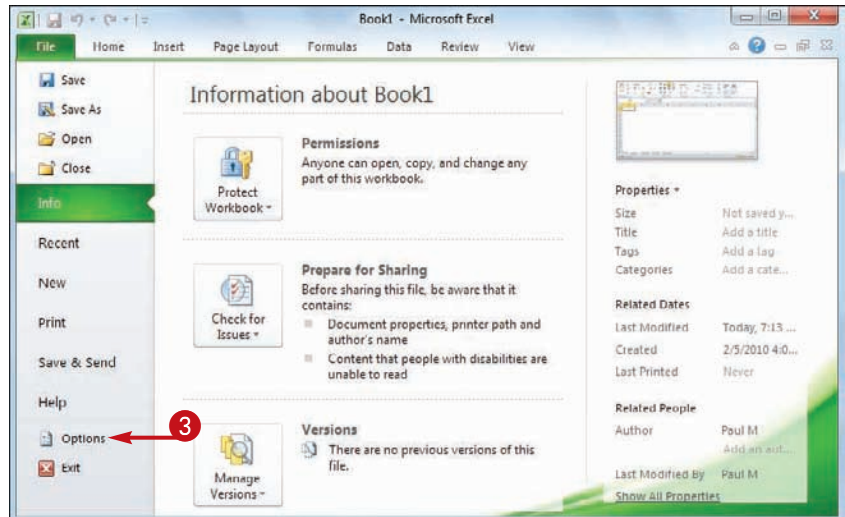 Book1 - Microsoft Excel
File Home Insert Page Layout Formulas Data Review View
Save
Save As
Open
Close
Info
Recent
New
Print
Save & Send
Help
Options
3
Exit
Information about Book1
Protect
Workbook
Permissions
Anyone can open, copy, and change any
part of this workbook.
Check for
Issues
Prepare for Sharing
Before sharing this file, be aware that it
contains:
Document properties, printer path and
author's name
Content that people with disabilities are
unable to read
Manage
Versions
Versions
There are no previous versions of this
file.
Properties
Size Not saved y...
Title Add a title
Tags Add a tag
Categories Add a cate...
Related Dates
Last Modified Today, 7:13 ...
Created 2/5/2010 4:0...
Last Printed Never
Related People
Author Paul M
Add an aut...
Last Modified By Paul M
Show All Properties